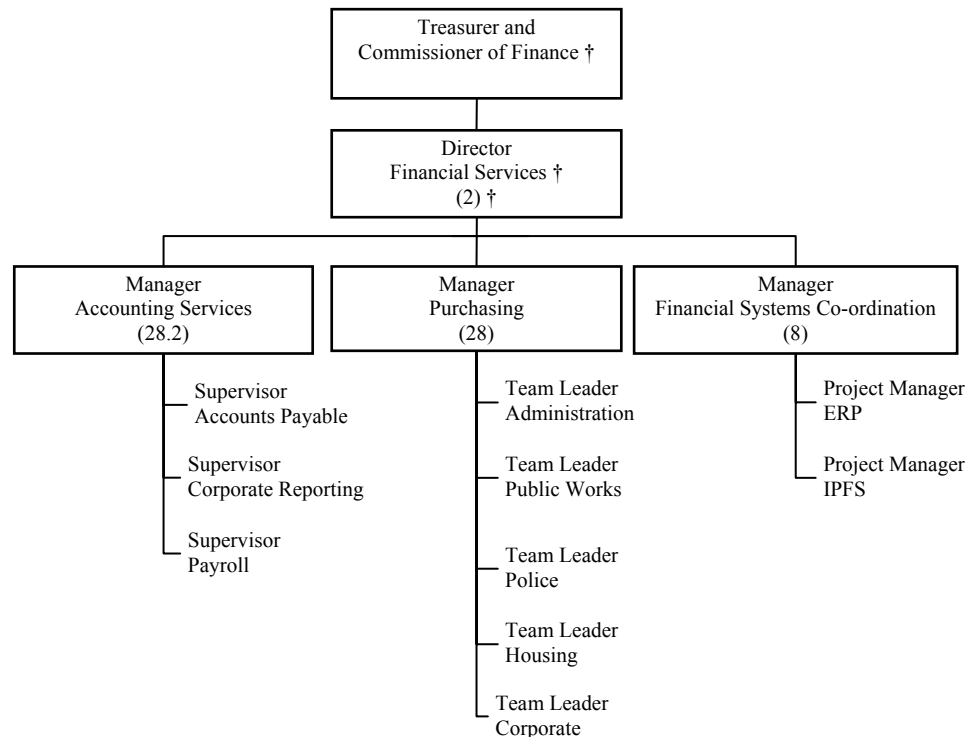 Treasurer and
Commissioner of Finance †
Director
Financial Services †
(2) †
Manager
Accounting Services
(28.2)
Supervisor
Accounts Payable
Supervisor
Corporate Reporting
Supervisor
Payroll
Manager
Purchasing
(28)
Team Leader
Administration
Team Leader
Public Works
Team Leader
Police
Team Leader
Housing
Team Leader
Corporate
Manager
Financial Systems Co-ordination
(8)
Project Manager
ERP
Project Manager
IPFS